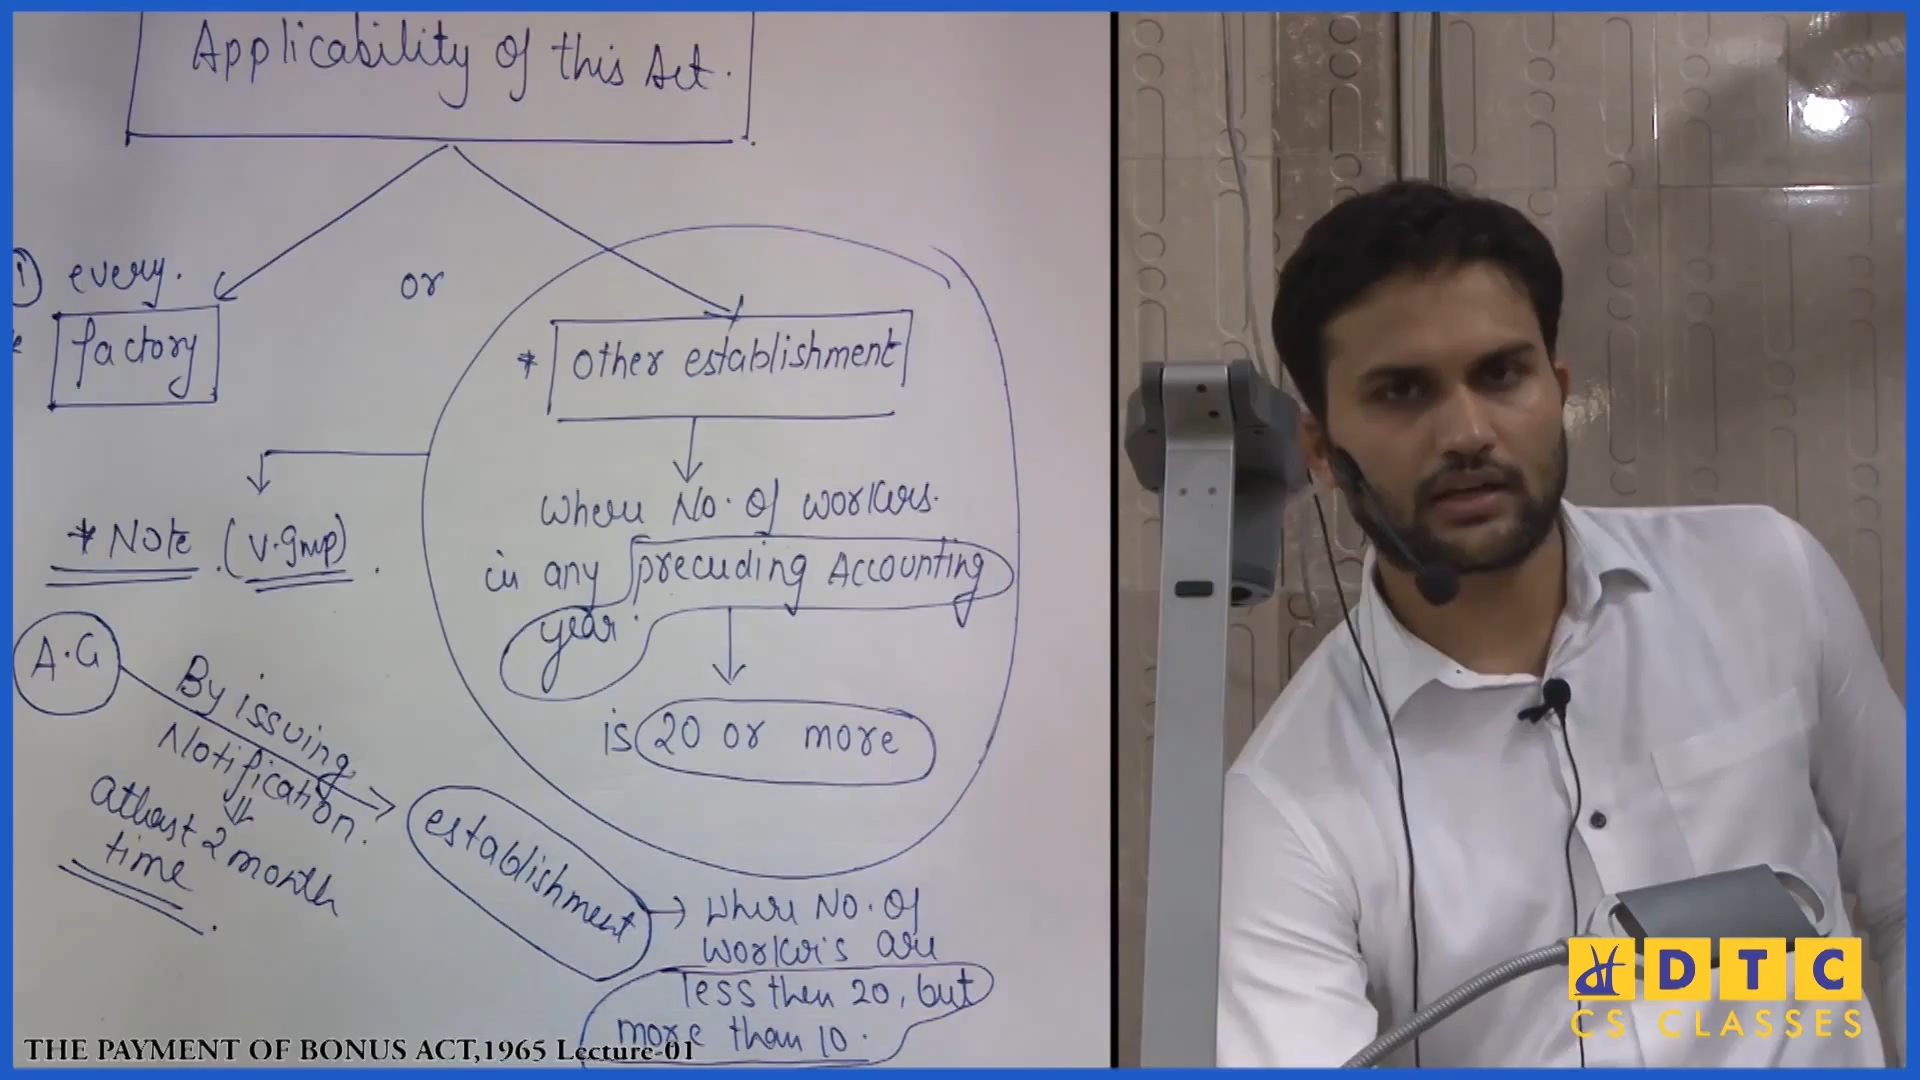 Applicability of this Act.
① every.
factory
or
* Other establishment
where No. of workers.
in any preceding Accounting
year.
is 20 or more
* Note . (V.Imp) .
A.G
By issuing
Notification.
atleast 2 month
time
establishment
where No. of
workers are
less then 20, but
more than 10.
THE PAYMENT OF BONUS ACT,1965 Lecture-01
DTC
CS CLASSES